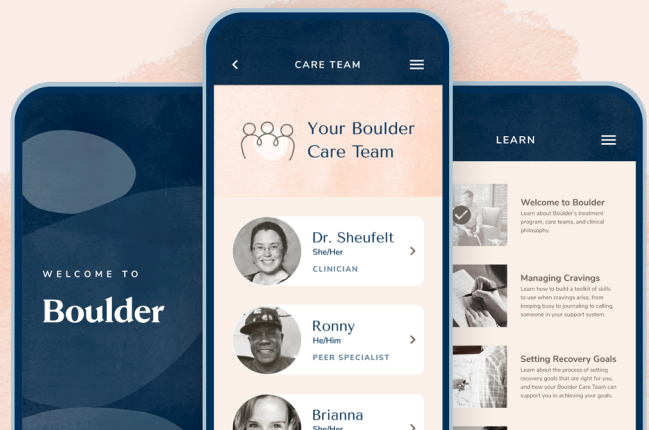 WELCOME TO
Boulder
CARE TEAM
Your Boulder
Care Team
Dr. Sheufelt
She/Her
CLINICIAN
Ronny
He/Him
PEER SPECIALIST
Brianna
She/Her
LEARN
Welcome to Boulder
Learn about Boulder's treatment
program, care teams, and clinical
philosophy.
Managing Cravings
Learn how to build a toolkit of skills
to use when cravings arise, from
keeping busy to journaling to calling
someone in your support system.
Setting Recovery Goals
Learn about the process of setting
recovery goals that are right for you,
and how your Boulder Care Team can
support you in achieving your goals.